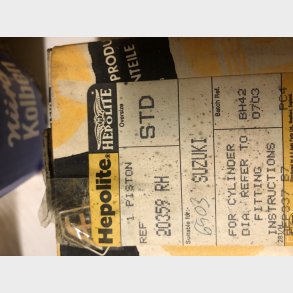 Hepolite
HEPOLITE
PRODU
NTEILE
1 PISTON
REF 20359 RH
Oversize STD
Suitable for: SUZUKI
6503
Batch Ref. BH42
0703
FOR CYLINDER
DIA. REFER TO
FITTING
INSTRUCTIONS
Kolben